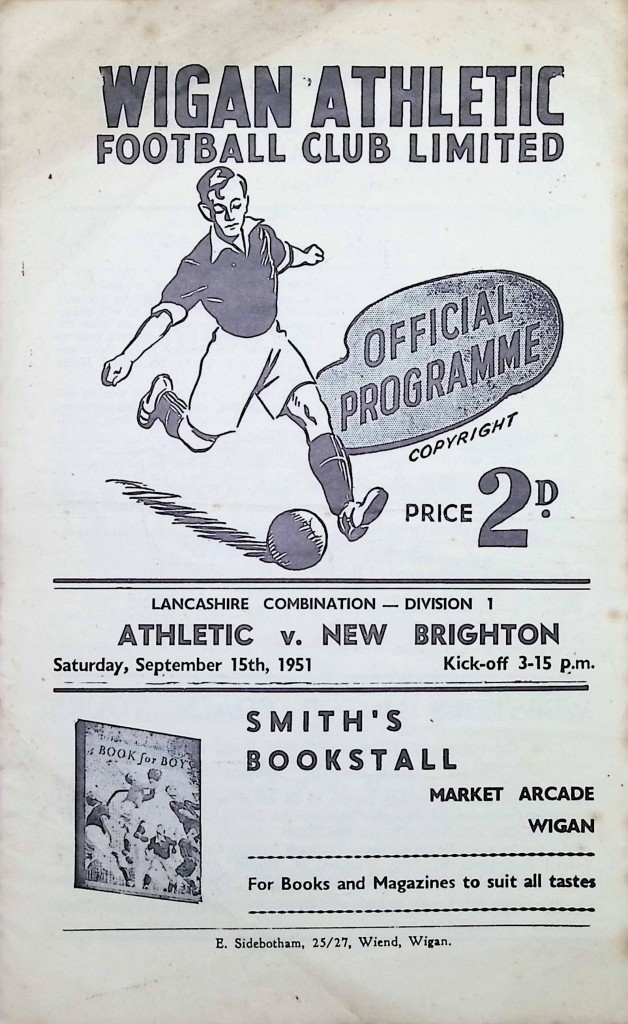 WIGAN ATHLETIC
FOOTBALL CLUB LIMITED
OFFICIAL
PROGRAMME
COPYRIGHT
PRICE 2D.
LANCASHIRE COMBINATION — DIVISION 1
ATHLETIC v. NEW BRIGHTON
Saturday, September 15th, 1951 Kick-off 3-15 p.m.
SMITH'S
BOOKSTALL
MARKET ARCADE
WIGAN
BOOK for BOYS
For Books and Magazines to suit all tastes
E. Sidebotham, 25/27, Wiend, Wigan.